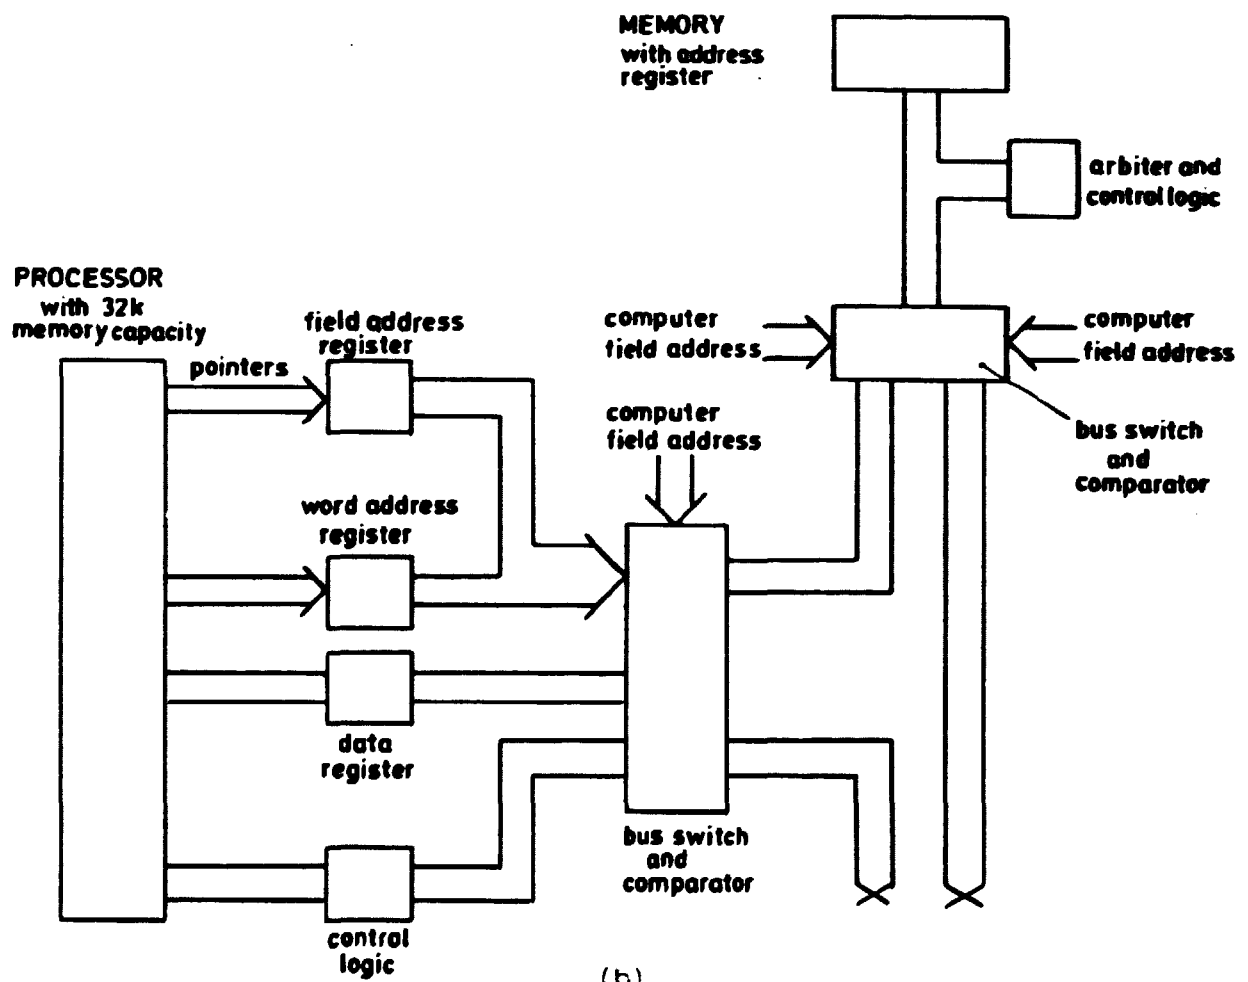 MEMORY
with address
register
arbiter and
control logic
PROCESSOR
with 32k
memory capacity
field address
register
pointers
computer
field address
computer
field address
computer
field address
bus switch
and
comparator
word address
register
data
register
bus switch
and
comparator
control
logic
(b)